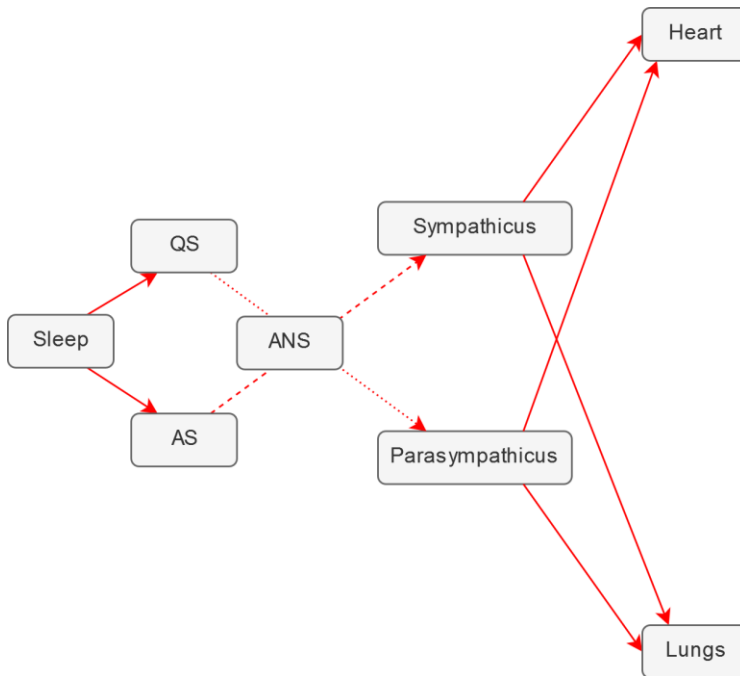 Heart
Sympathicus
QS
Sleep
ANS
AS
Parasympathicus
Lungs